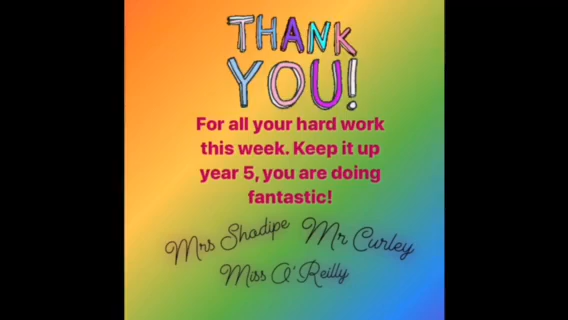 THANK
YOU!
For all your hard work
this week. Keep it up
year 5, you are doing
fantastic!
Mrs Shodipe Mr Curley
Miss O'Reilly